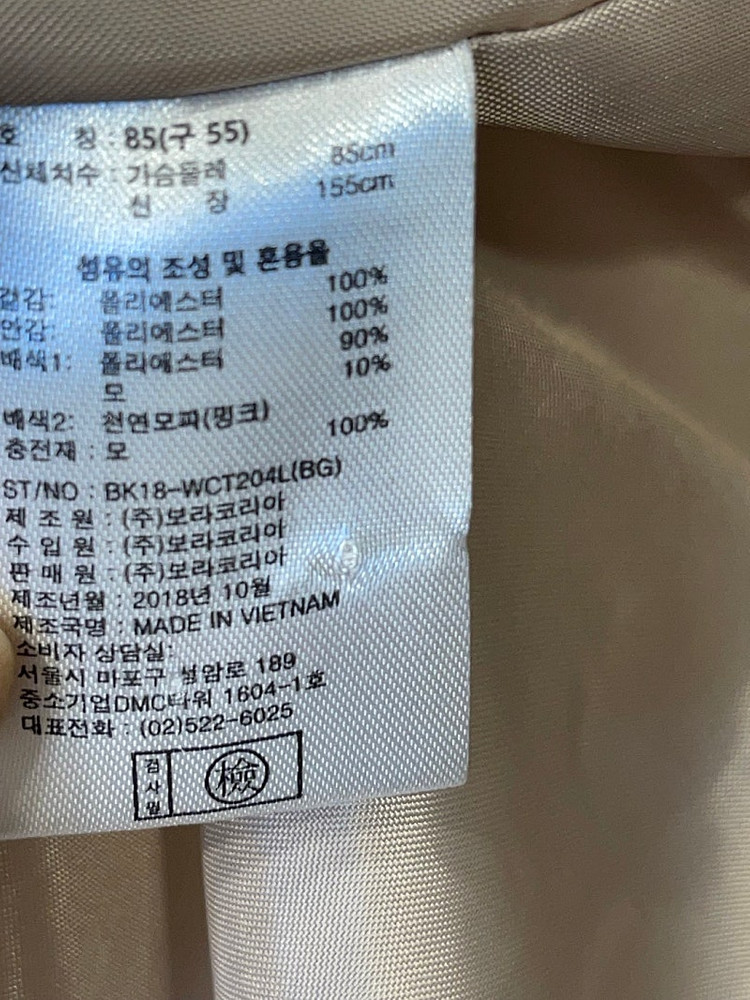 호 칭 : 85(구 55)
신체치수 : 가슴둘레 85cm
신 장 155cm
섬유의 조성 및 혼용율
겉감: 폴리에스터 100%
안감: 폴리에스터 100%
배색1: 폴리에스터 90%
모 10%
배색2: 천연모피(밍크)
충전재 : 모 100%
ST/NO : BK18-WCT204L(BG)
제 조 원 : (주)보라코리아
수 입 원 : (주)보라코리아
판 매 원 : (주)보라코리아
제조년월 : 2018년 10월
제조국명 : MADE IN VIETNAM
소비자 상담실:
서울시 마포구 성암로 189
중소기업DMC타워 1604-1호
대표전화 : (02)522-6025
검사필 檢